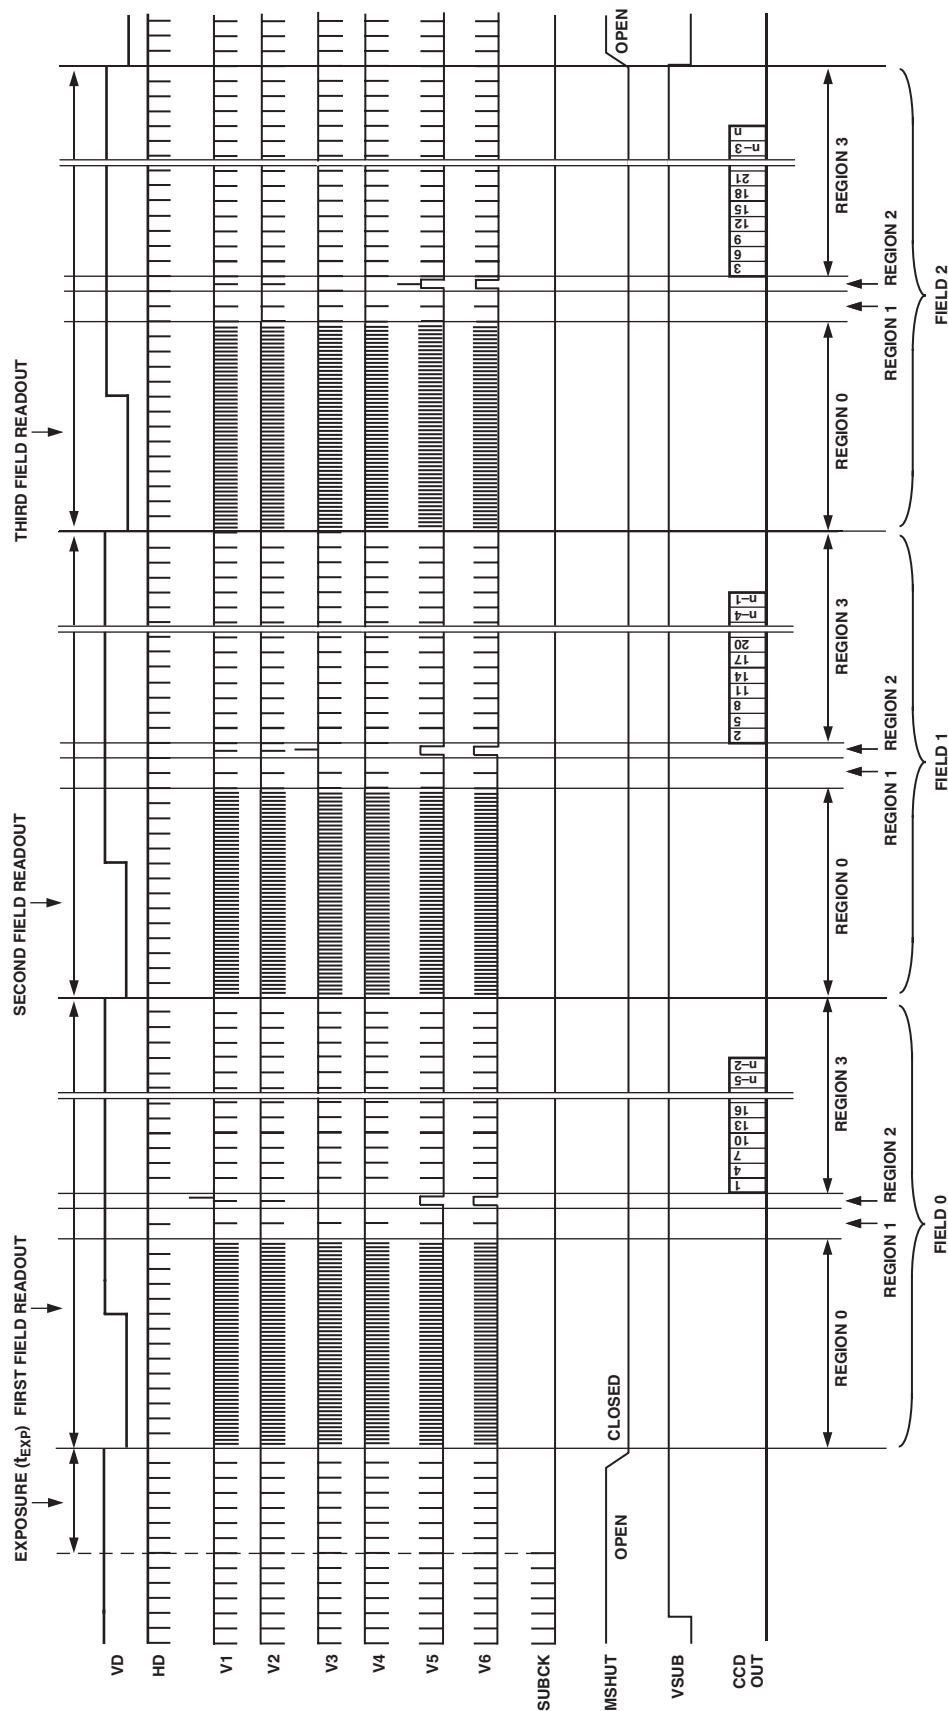 EXPOSURE (tEXP)
FIRST FIELD READOUT
SECOND FIELD READOUT
THIRD FIELD READOUT
VD
HD
V1
V2
V3
V4
V5
V6
SUBCK
MSHUT
OPEN
CLOSED
OPEN
VSUB
CCD
OUT
1 4 7 10 13 16 n–5 n–2
2 5 8 11 14 17 20 n–4 n–1
3 6 9 12 15 18 21 n–3 n
REGION 0
REGION 3
REGION 0
REGION 3
REGION 0
REGION 3
REGION 1
REGION 2
REGION 1
REGION 2
REGION 1
REGION 2
FIELD 0
FIELD 1
FIELD 2